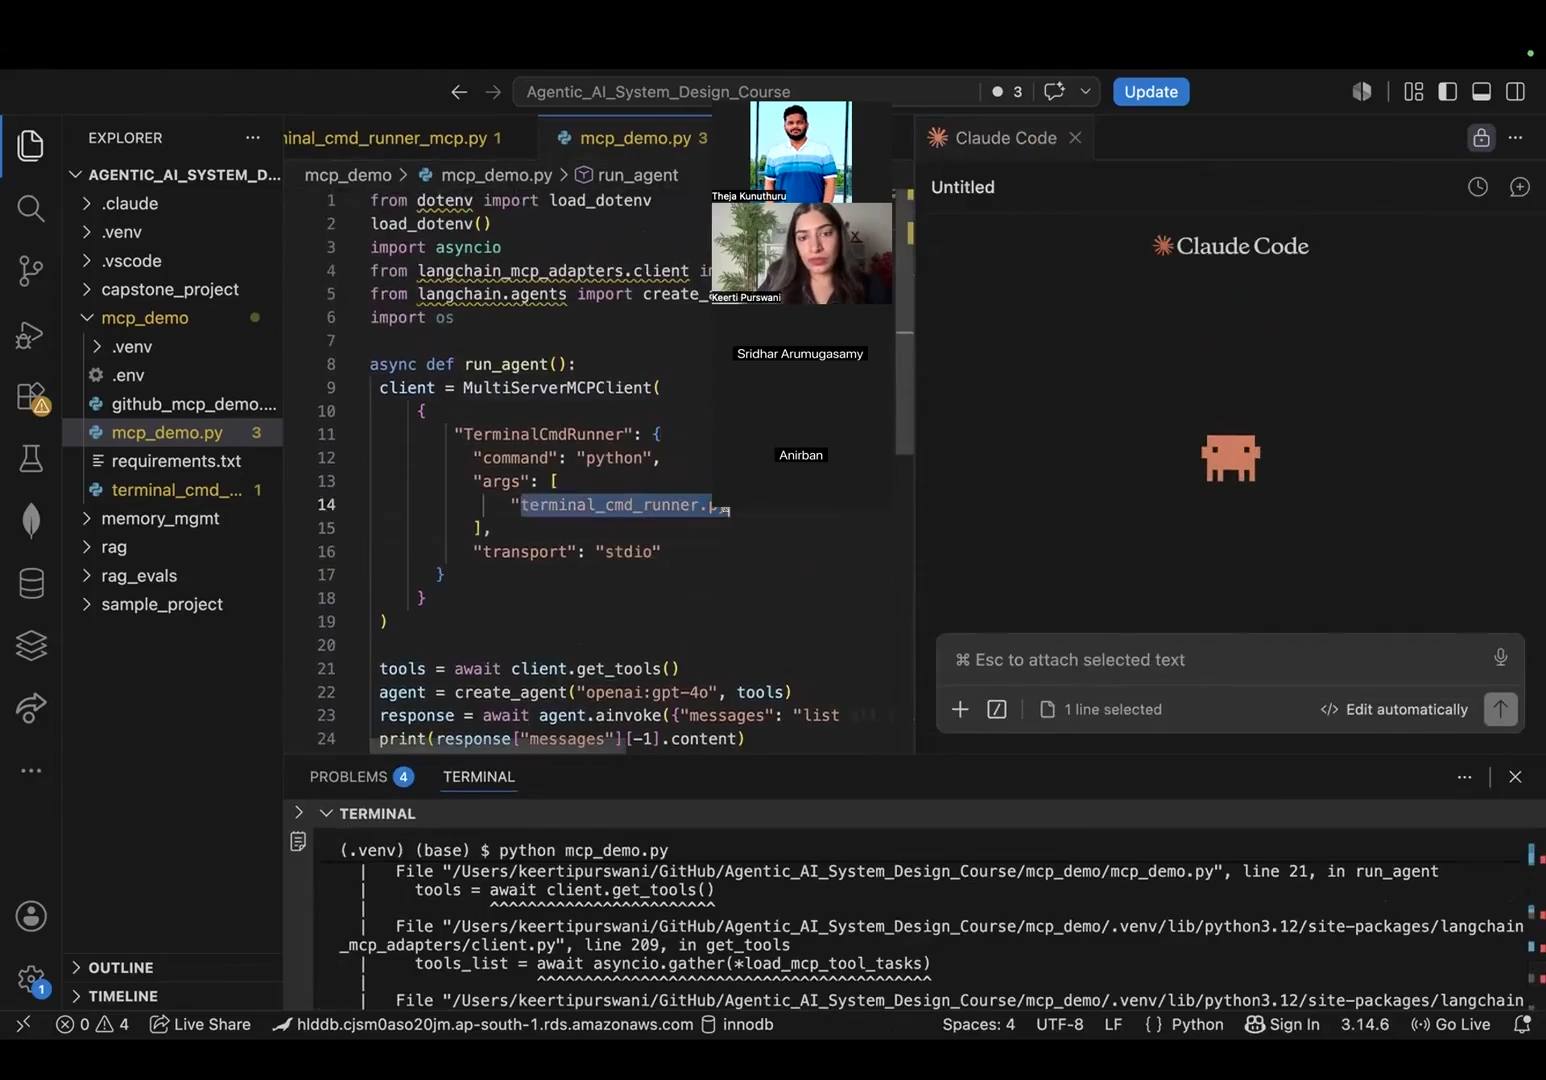 Agentic_AI_System_Design_Course
3
Update
EXPLORER
AGENTIC_AI_SYSTEM_D...
.claude
.venv
.vscode
capstone_project
mcp_demo
.venv
.env
github_mcp_demo....
mcp_demo.py 3
requirements.txt
terminal_cmd_... 1
memory_mgmt
rag
rag_evals
sample_project
OUTLINE
TIMELINE
inal_cmd_runner_mcp.py 1
mcp_demo.py 3
mcp_demo > mcp_demo.py > run_agent
1 from dotenv import load_dotenv
2 load_dotenv()
3 import asyncio
4 from langchain_mcp_adapters.client
5 from langchain.agents import create_
6 import os
7
8 async def run_agent():
9 client = MultiServerMCPClient(
10 {
11 "TerminalCmdRunner": {
12 "command": "python",
13 "args": [
14 "terminal_cmd_runner.
15 ],
16 "transport": "stdio"
17 }
18 }
19 )
20
21 tools = await client.get_tools()
22 agent = create_agent("openai:gpt-4o", tools)
23 response = await agent.ainvoke({"messages": "list
24 print(response["messages"][-1].content)
Theja Kunuthuru
Keerti Purswani
Sridhar Arumugasamy
Anirban
Claude Code
Untitled
Claude Code
⌘ Esc to attach selected text
1 line selected
</> Edit automatically
PROBLEMS 4
TERMINAL
TERMINAL
(.venv) (base) $ python mcp_demo.py
| File "/Users/keertipurswani/GitHub/Agentic_AI_System_Design_Course/mcp_demo/mcp_demo.py", line 21, in run_agent
| tools = await client.get_tools()
| ^^^^^^^^^^^^^^^^^^^^^^^^
| File "/Users/keertipurswani/GitHub/Agentic_AI_System_Design_Course/mcp_demo/.venv/lib/python3.12/site-packages/langchain
_mcp_adapters/client.py", line 209, in get_tools
| tools_list = await asyncio.gather(*load_mcp_tool_tasks)
| ^^^^^^^^^^^^^^^^^^^^^^^^^^^^^^^^^^^^^^^^^^
| File "/Users/keertipurswani/GitHub/Agentic_AI_System_Design_Course/mcp_demo/.venv/lib/python3.12/site-packages/langchain
0 4 Live Share hlddb.cjsm0aso20jm.ap-south-1.rds.amazonaws.com innodb Spaces: 4 UTF-8 LF { } Python Sign In 3.14.6 Go Live
1